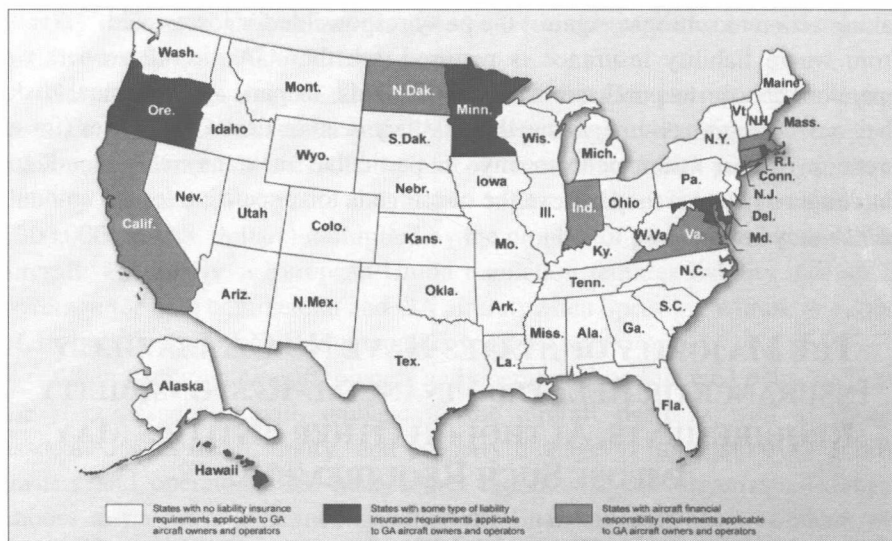 Wash.
Mont.
N.Dak.
Minn.
Maine
Ore.
Idaho
S.Dak.
Wis.
Mich.
Vt.
N.H.
Mass.
N.Y.
Wyo.
R.I.
Conn.
Nev.
Nebr.
Iowa
Pa.
N.J.
Calif.
Utah
Colo.
Ill.
Ind.
Ohio
Del.
Md.
Kans.
Mo.
W.Va.
Va.
Ky.
Ariz.
N.Mex.
Okla.
Ark.
Tenn.
N.C.
S.C.
Miss.
Ala.
Ga.
Tex.
La.
Fla.
Alaska
Hawaii
States with no liability insurance
requirements applicable to GA
aircraft owners and operators
States with some type of liability
Insurance requirements applicable
to GA aircraft owners and operators
States with aircraft financial
responsibility requirements applicable
to GA aircraft owners and operators